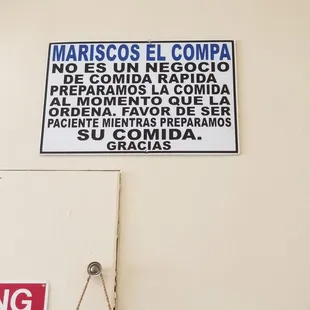 MARISCOS EL COMPA
NO ES UN NEGOCIO
DE COMIDA RAPIDA
PREPARAMOS LA COMIDA
AL MOMENTO QUE LA
ORDENA. FAVOR DE SER
PACIENTE MIENTRAS PREPARAMOS
SU COMIDA.
GRACIAS
NG